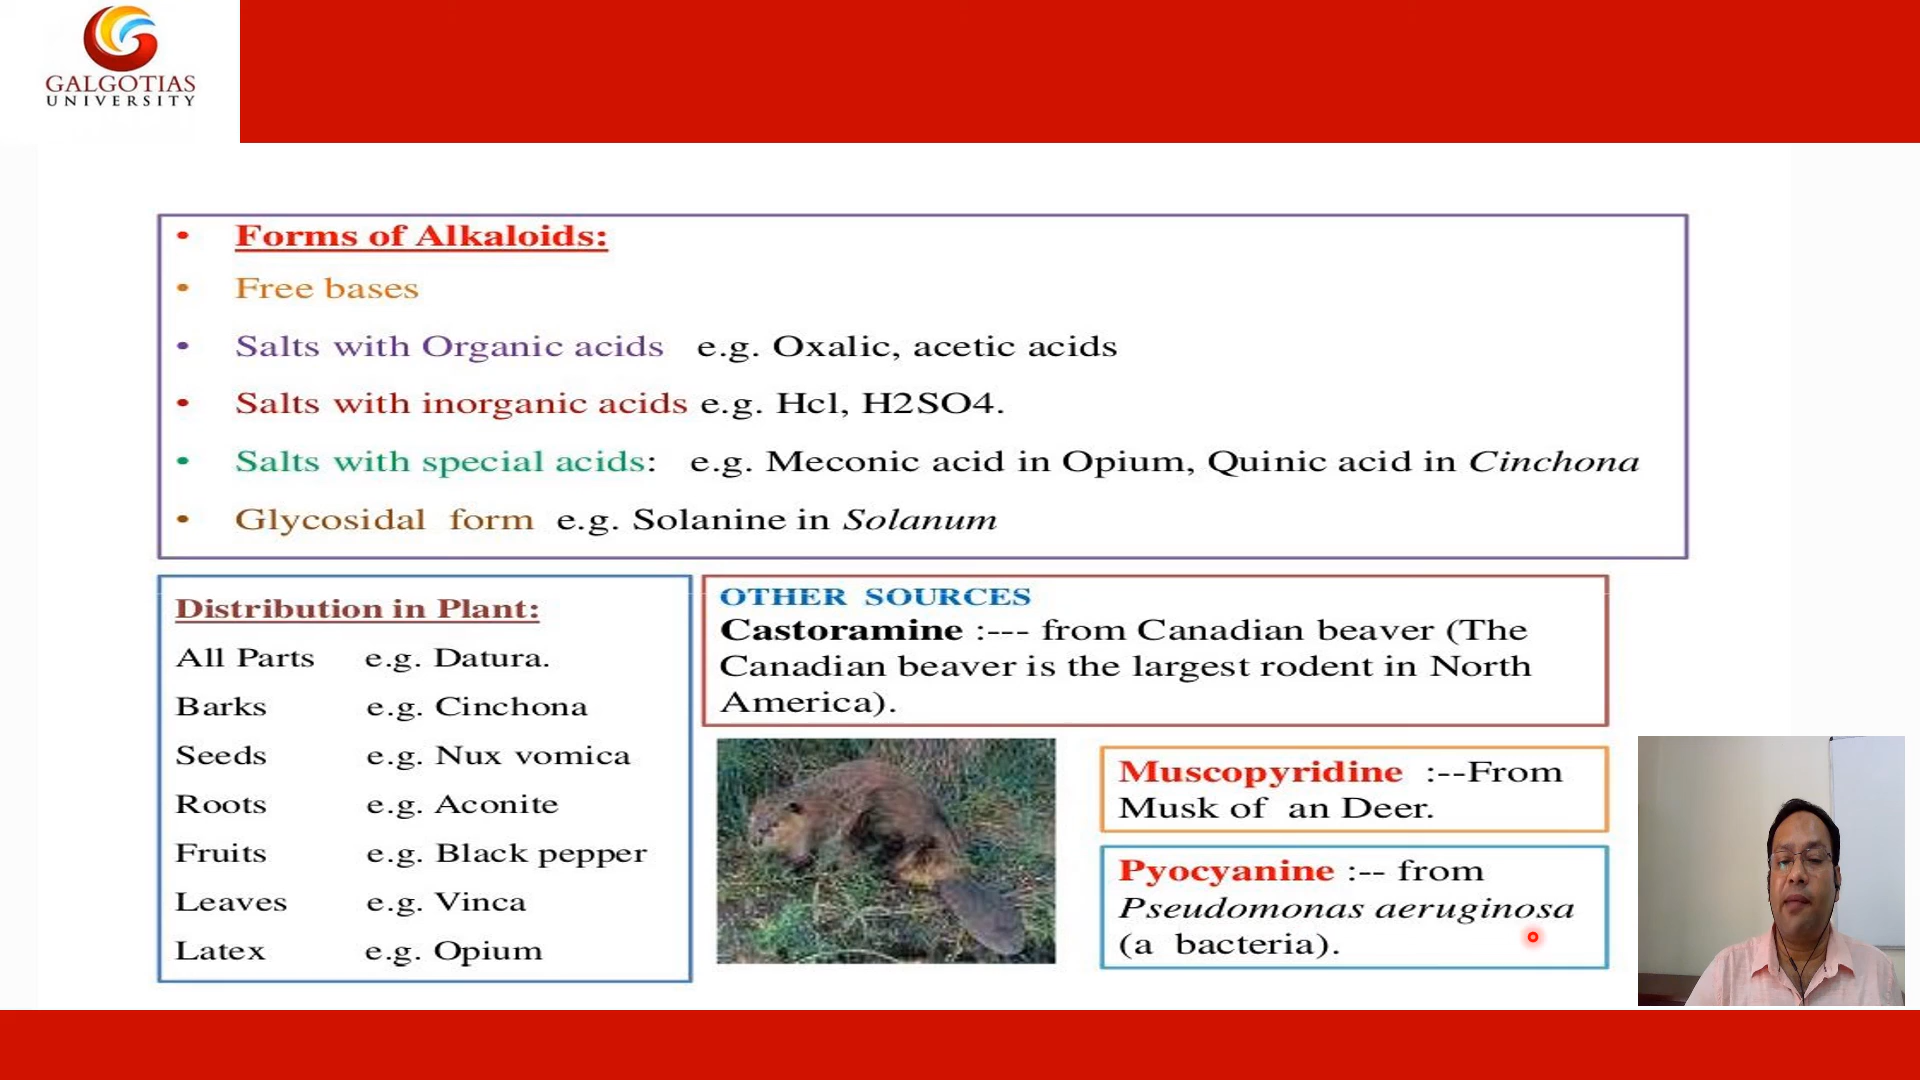 GALGOTIAS
UNIVERSITY
• Forms of Alkaloids:
• Free bases
• Salts with Organic acids e.g. Oxalic, acetic acids
• Salts with inorganic acids e.g. Hcl, H2SO4.
• Salts with special acids: e.g. Meconic acid in Opium, Quinic acid in Cinchona
• Glycosidal form e.g. Solanine in Solanum
Distribution in Plant:
All Parts e.g. Datura.
Barks e.g. Cinchona
Seeds e.g. Nux vomica
Roots e.g. Aconite
Fruits e.g. Black pepper
Leaves e.g. Vinca
Latex e.g. Opium
OTHER SOURCES
Castoramine :--- from Canadian beaver (The
Canadian beaver is the largest rodent in North
America).
Muscopyridine :--From
Musk of an Deer.
Pyocyanine :-- from
Pseudomonas aeruginosa
(a bacteria).